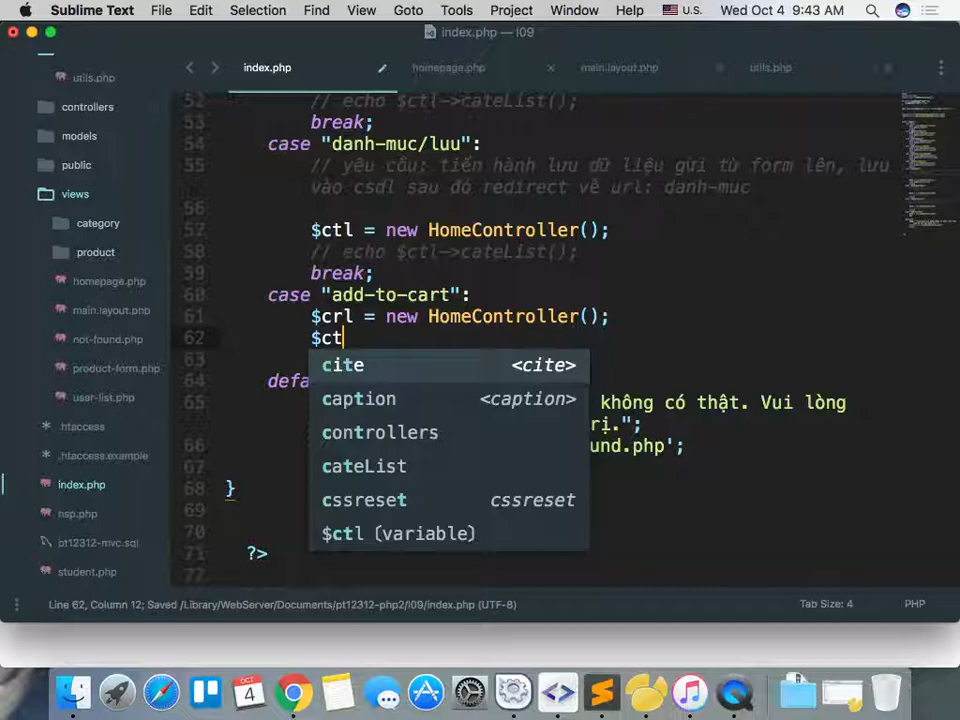 Sublime Text File Edit Selection Find View Goto Tools Project Window Help U.S. Wed Oct 4 9:43 AM
index.php — l09
index.php homepage.php × main.layout.php utils.php
utils.php
controllers
models
public
views
category
product
homepage.php
main.layout.php
not-found.php
product-form.php
user-list.php
.htaccess
.htaccess.example
index.php
nsp.php
pt12312-mvc.sql
student.php
52 // echo $ctl->cateList();
53 break;
54 case "danh-muc/luu":
55 // yêu cầu: tiến hành lưu dữ liệu gửi từ form lên, lưu
vào csdl sau đó redirect về url: danh-muc
56
57 $ctl = new HomeController();
58 // echo $ctl->cateList();
59 break;
60 case "add-to-cart":
61 $crl = new HomeController();
62 $ct
63
64 defa
65 không có thật. Vui lòng
rị.";
66 und.php';
67
68 }
69
70
71 ?>
cite <cite>
caption <caption>
controllers
cateList
cssreset cssreset
$ctl (variable)
Line 62, Column 12; Saved /Library/WebServer/Documents/pt12312-php2/l09/index.php (UTF-8) Tab Size: 4 PHP
OCT
4